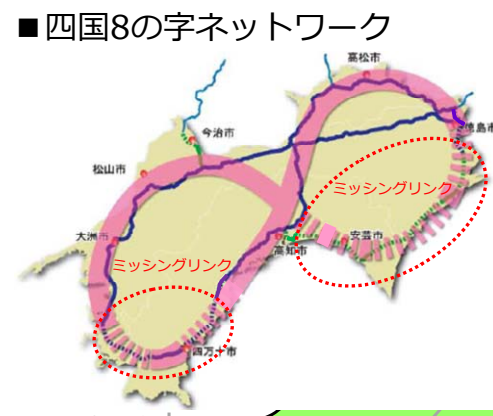 ■四国8の字ネットワーク
高松市
徳島市
今治市
松山市
ミッシングリンク
大洲市
安芸市
高知市
ミッシングリンク
四万十市